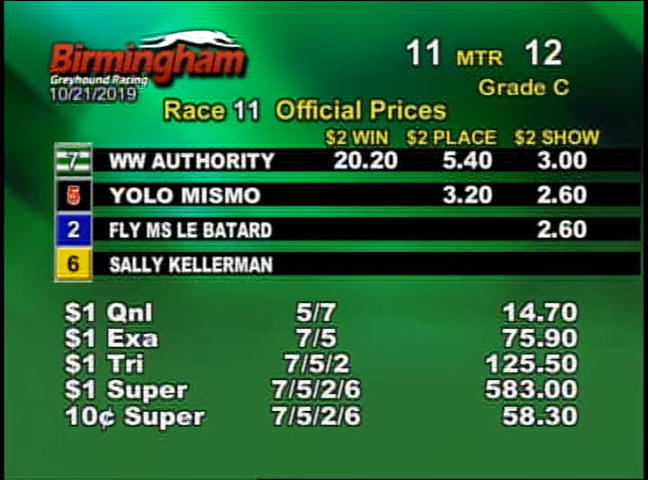 Birmingham
Greyhound Racing
10/21/2019
11 MTR 12
Grade C
Race 11 Official Prices
$2 WIN $2 PLACE $2 SHOW
7 WW AUTHORITY 20.20 5.40 3.00
5 YOLO MISMO 3.20 2.60
2 FLY MS LE BATARD 2.60
6 SALLY KELLERMAN
$1 Qnl 5/7 14.70
$1 Exa 7/5 75.90
$1 Tri 7/5/2 125.50
$1 Super 7/5/2/6 583.00
10¢ Super 7/5/2/6 58.30